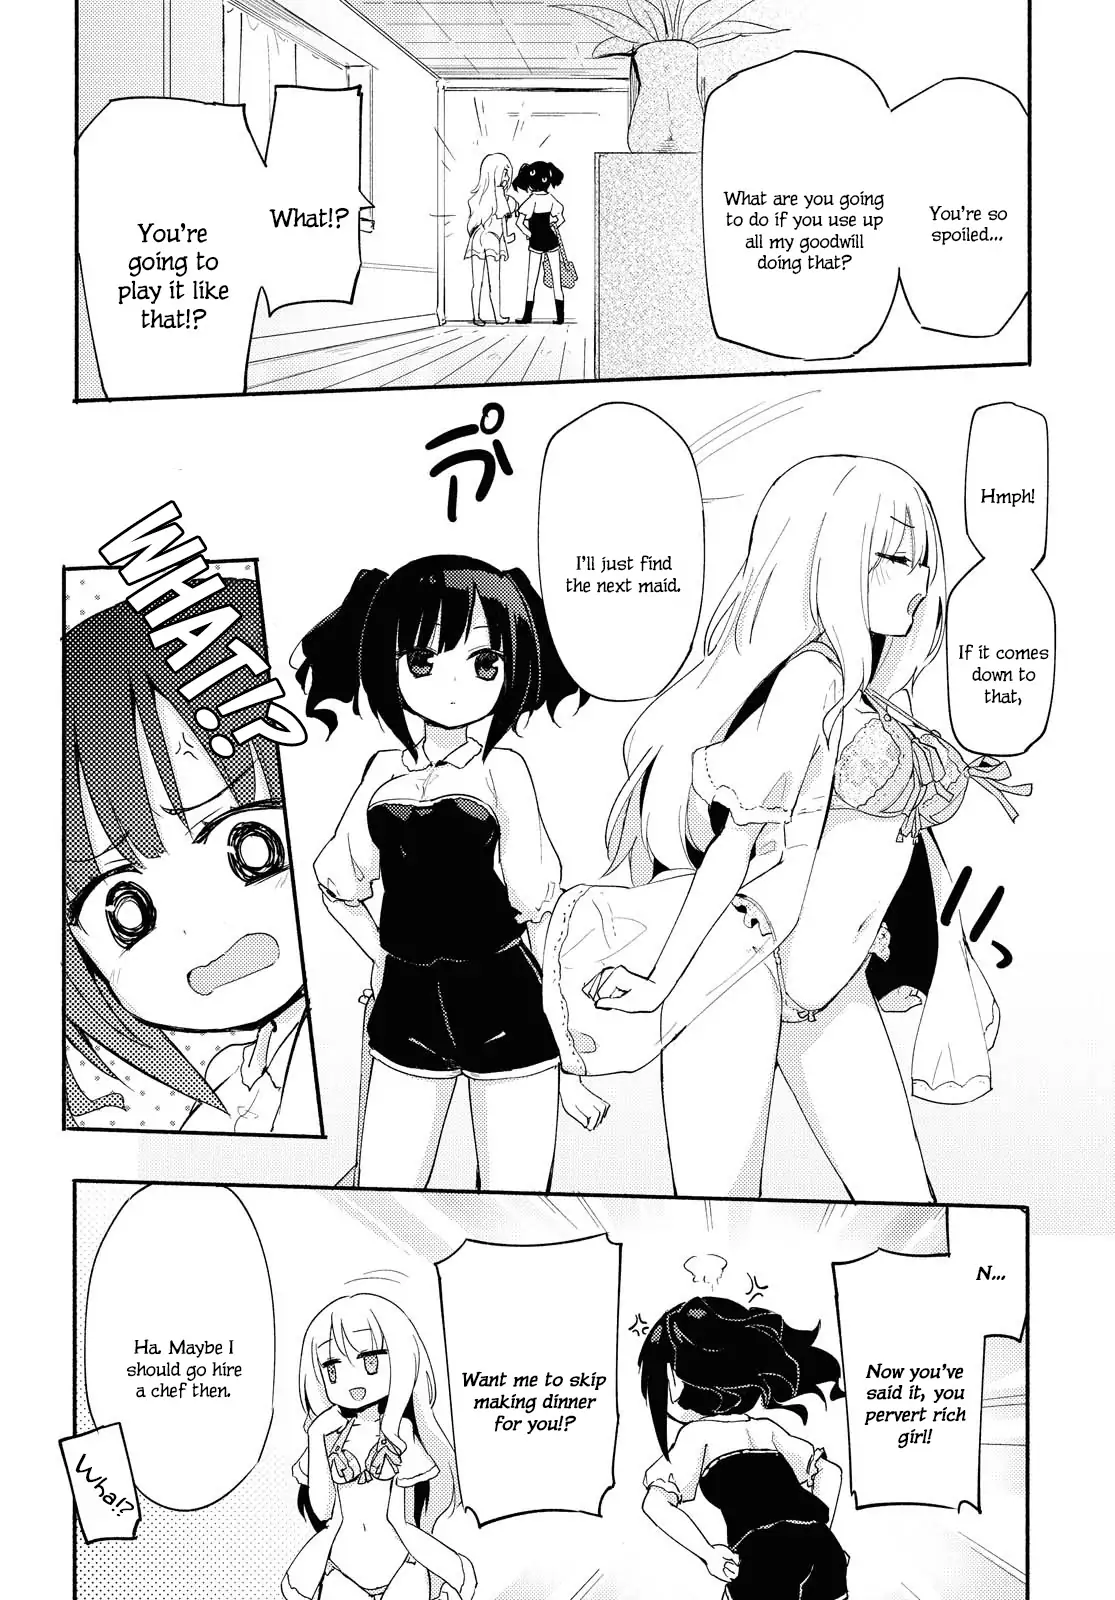 You're so
spoiled...
What are you going
to do if you use up
all my goodwill
doing that?
What!?
You're
going to
play it like
that!?
Hmph!
If it comes
down to
that,
I'll just find
the next maid.
プ
イッ
WHAT!?
N...
Now you've
said it, you
pervert rich
girl!
Want me to skip
making dinner
for you!?
Ha. Maybe I
should go hire
a chef then.
Wha!?